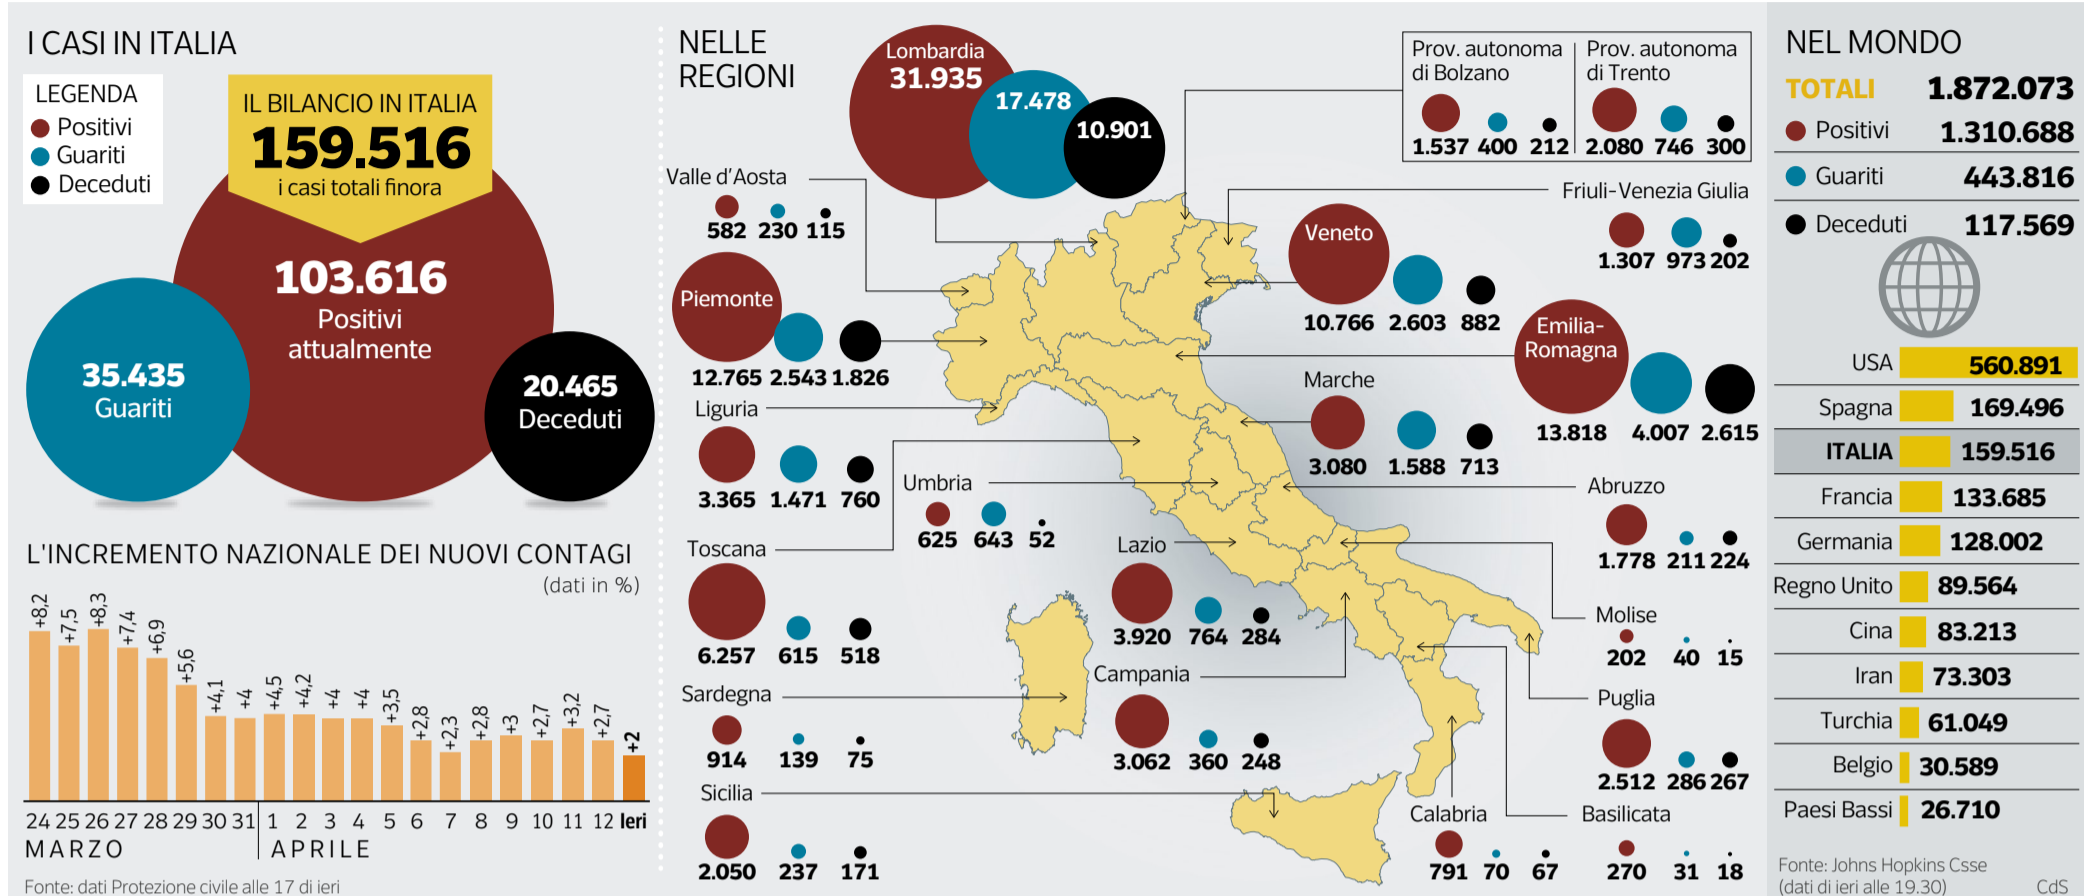 I CASI IN ITALIA
LEGENDA
Positivi
Guariti
Deceduti
IL BILANCIO IN ITALIA
159.516
i casi totali finora
103.616
Positivi
attualmente
35.435
Guariti
20.465
Deceduti
L'INCREMENTO NAZIONALE DEI NUOVI CONTAGI
(dati in %)
+8,2 +7,5 +8,3 +7,4 +6,9 +5,6 +4,1 +4 +4,5 +4,2 +4 +4 +3,5 +2,8 +2,3 +2,8 +3 +2,7 +3,2 +2,7 +2
24 25 26 27 28 29 30 31 1 2 3 4 5 6 7 8 9 10 11 12 Ieri
MARZO APRILE
Fonte: dati Protezione civile alle 17 di ieri
NELLE
REGIONI
Lombardia
31.935
17.478
10.901
Prov. autonoma
di Bolzano
1.537 400 212
Prov. autonoma
di Trento
2.080 746 300
Valle d'Aosta
582 230 115
Friuli-Venezia Giulia
1.307 973 202
Piemonte
12.765 2.543 1.826
Veneto
10.766 2.603 882
Emilia-
Romagna
13.818 4.007 2.615
Liguria
3.365 1.471 760
Marche
3.080 1.588 713
Umbria
625 643 52
Abruzzo
1.778 211 224
Toscana
6.257 615 518
Lazio
3.920 764 284
Molise
202 40 15
Sardegna
914 139 75
Campania
3.062 360 248
Puglia
2.512 286 267
Sicilia
2.050 237 171
Calabria
791 70 67
Basilicata
270 31 18
NEL MONDO
TOTALI 1.872.073
Positivi 1.310.688
Guariti 443.816
Deceduti 117.569
USA 560.891
Spagna 169.496
ITALIA 159.516
Francia 133.685
Germania 128.002
Regno Unito 89.564
Cina 83.213
Iran 73.303
Turchia 61.049
Belgio 30.589
Paesi Bassi 26.710
Fonte: Johns Hopkins Csse
(dati di ieri alle 19.30) CdS